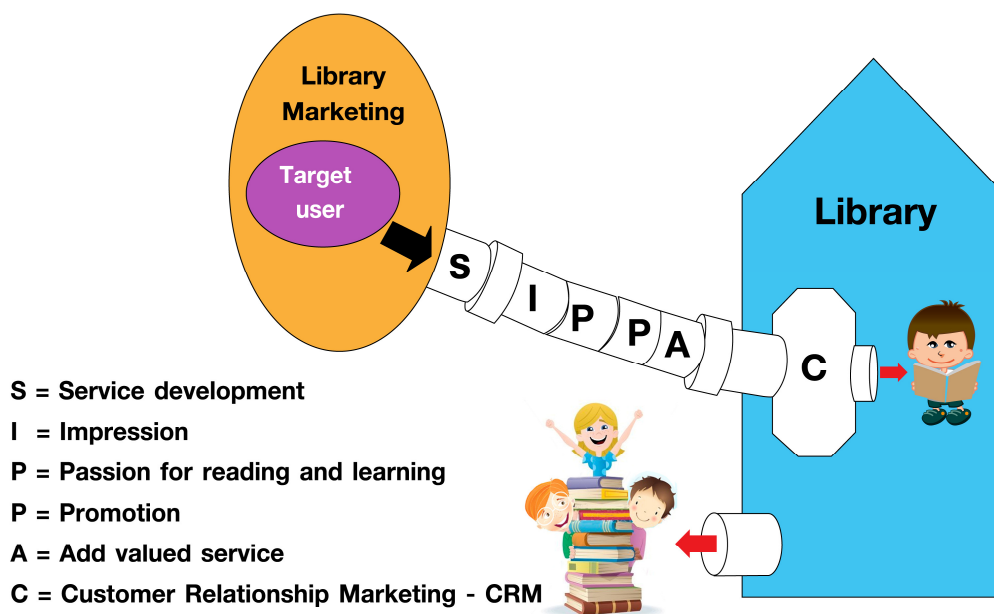 Library
Marketing
Target
user
Library
S
I
P
P
A
C
S = Service development
I = Impression
P = Passion for reading and learning
P = Promotion
A = Add valued service
C = Customer Relationship Marketing - CRM